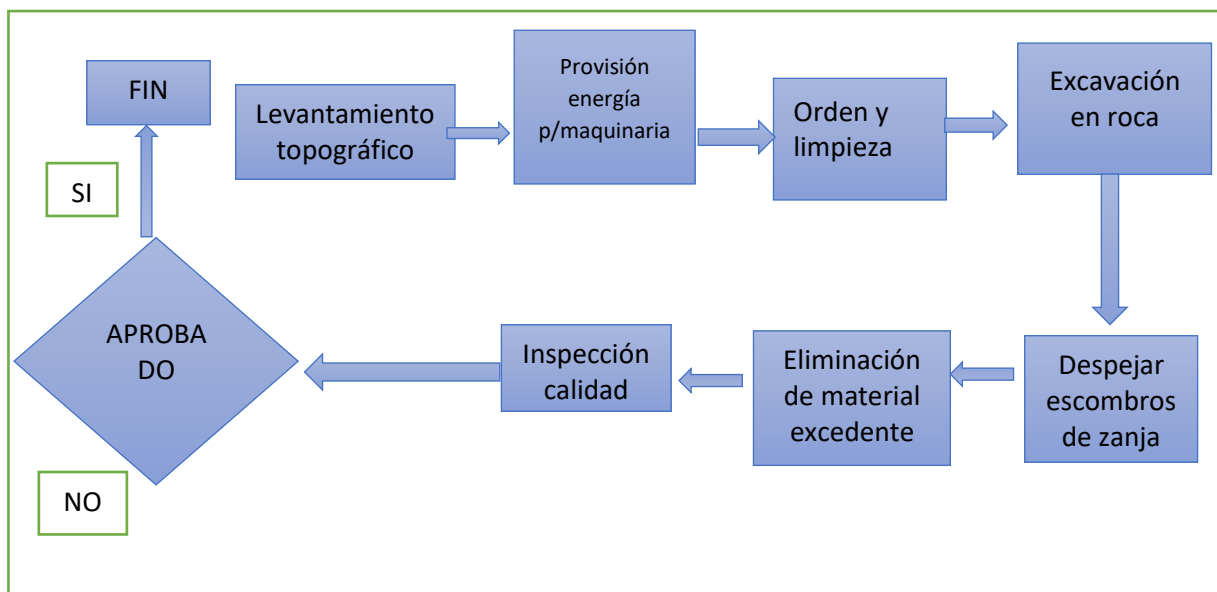 FIN
Levantamiento
topográfico
Provisión
energía
p/maquinaria
Orden y
limpieza
Excavación
en roca
SI
APROBA
DO
Inspección
calidad
Eliminación
de material
excedente
Despejar
escombros
de zanja
NO